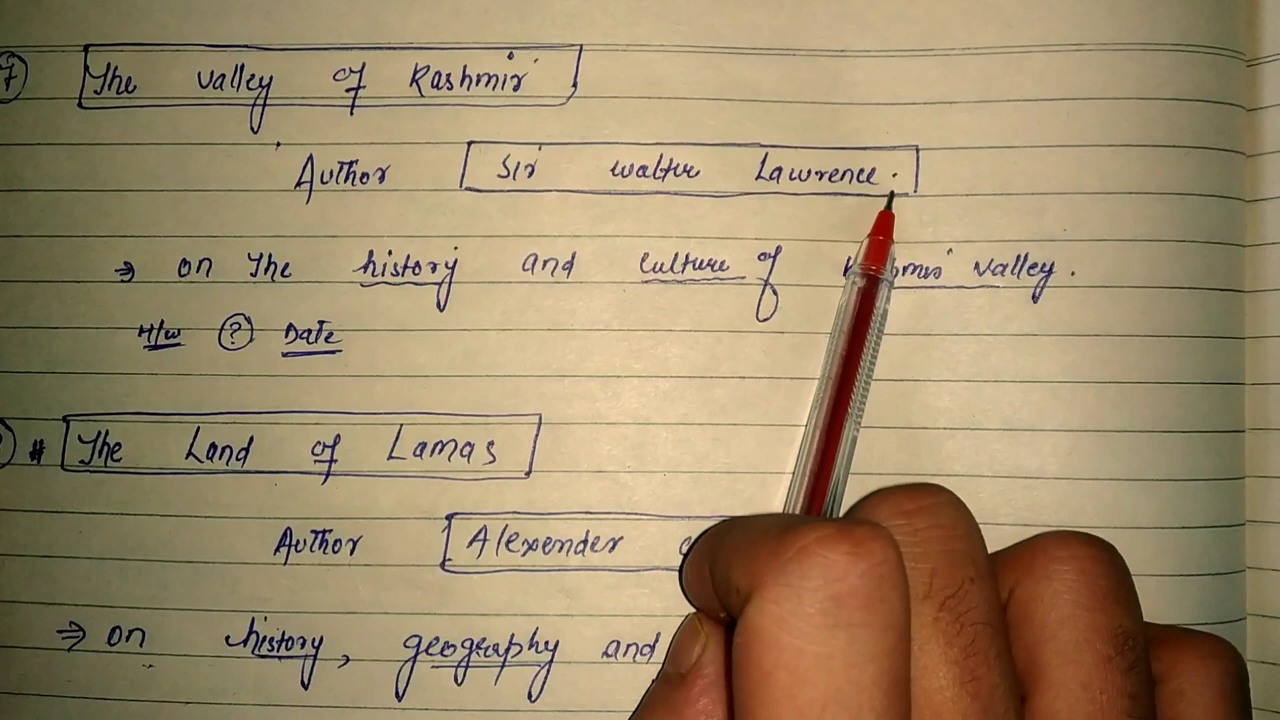 7 The valley of Kashmir
Author Sir walter Lawrence.
⇒ on The history and culture of valley.
H/w ? Date
# The Land of Lamas
Author Alexender
⇒ on history, geography and